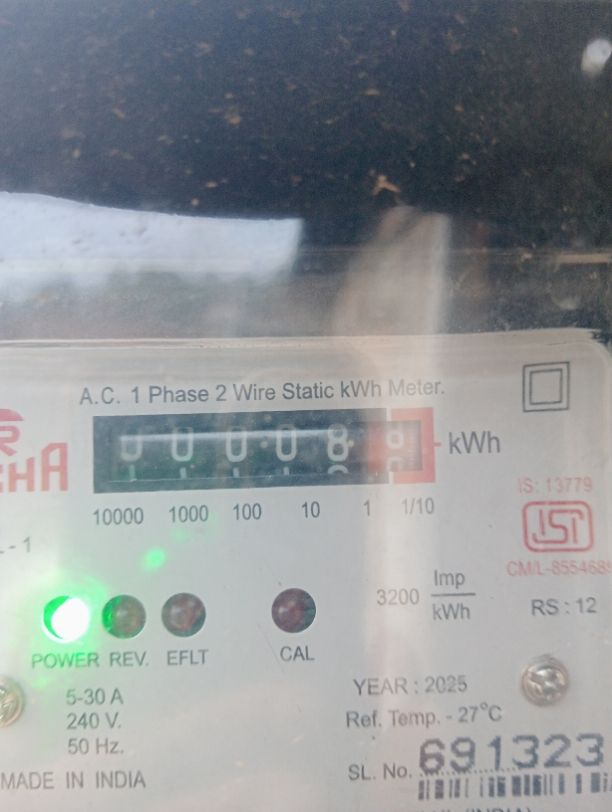 A.C. 1 Phase 2 Wire Static kWh Meter.
0 0 0 0 8 kWh
10000 1000 100 10 1 1/10
IS: 13779
ISI
L - 1
3200 Imp
kWh
RS : 12
POWER REV. EFLT CAL
5-30 A
240 V.
50 Hz.
YEAR : 2025
Ref. Temp. - 27°C
SL. No. 691323
MADE IN INDIA